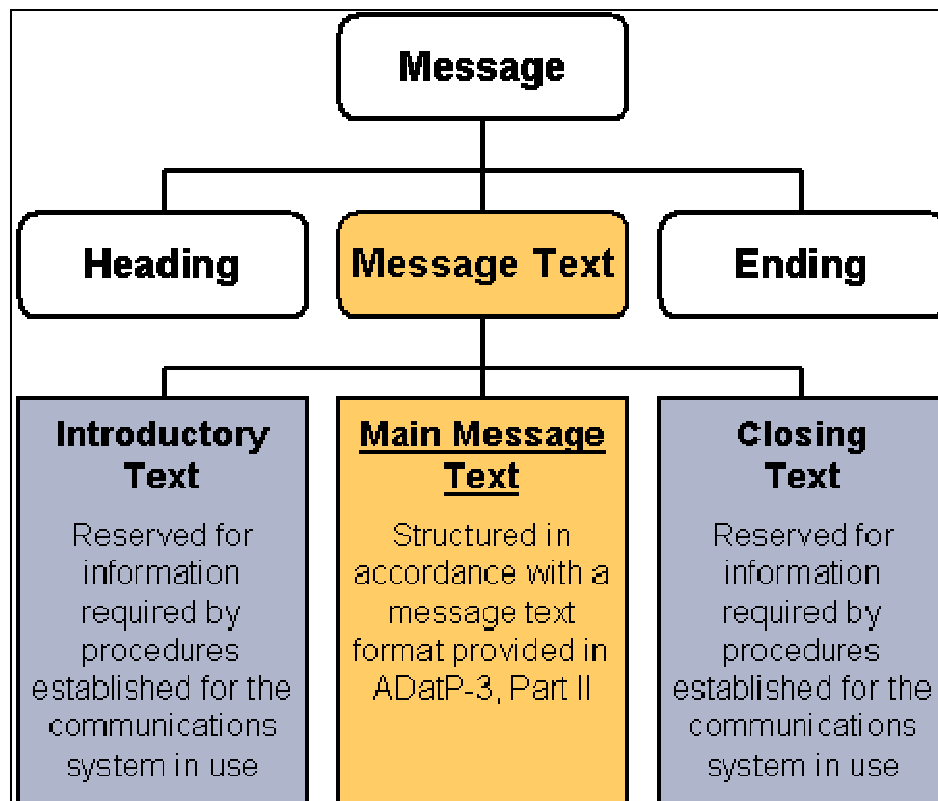 Message
Heading
Message Text
Ending
Introductory
Text
Reserved for
information
required by
procedures
established for the
communications
system in use
Main Message
Text
Structured in
accordance with a
message text
format provided in
ADatP-3, Part II
Closing
Text
Reserved for
information
required by
procedures
established for the
communications
system in use